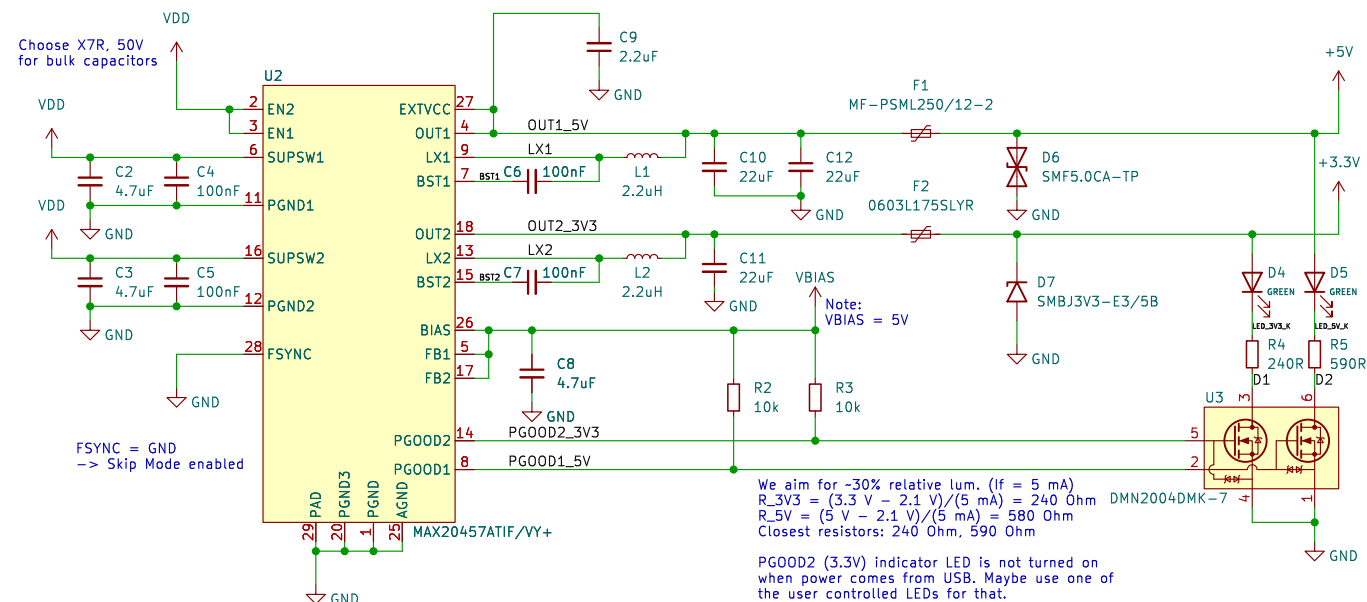 VDD
Choose X7R, 50V
for bulk capacitors
C9
2.2uF
GND
+5V
U2
F1
MF-PSML250/12-2
VDD
2
EN2
EXTVCC
27
3
EN1
OUT1
4
OUT1_5V
6
SUPSW1
LX1
9
LX1
C2
4.7uF
C4
100nF
BST1
7
BST1
C6
100nF
L1
2.2uH
C10
22uF
C12
22uF
D6
SMF5.0CA-TP
+3.3V
F2
0603L175SLYR
VDD
11
PGND1
GND
GND
GND
OUT2
18
OUT2_3V3
16
SUPSW2
LX2
13
LX2
C3
4.7uF
C5
100nF
BST2
15
BST2
C7
100nF
L2
2.2uH
C11
22uF
VBIAS
D7
SMBJ3V3-E3/5B
D4
GREEN
D5
GREEN
12
PGND2
GND
GND
Note:
VBIAS = 5V
BIAS
26
LED_3V3_K
LED_5V_K
28
FSYNC
FB1
5
FB2
17
C8
4.7uF
GND
R4
240R
R5
590R
D1
D2
GND
GND
R2
10k
R3
10k
U3
3
6
FSYNC = GND
-> Skip Mode enabled
PGOOD2
14
PGOOD2_3V3
5
PGOOD1
8
PGOOD1_5V
2
4
1
DMN2004DMK-7
We aim for ~30% relative lum. (If = 5 mA)
R_3V3 = (3.3 V - 2.1 V)/(5 mA) = 240 Ohm
R_5V = (5 V - 2.1 V)/(5 mA) = 580 Ohm
Closest resistors: 240 Ohm, 590 Ohm
PAD
PGND3
PGND
AGND
29
20
1
25
MAX20457ATIF/VY+
GND
PGOOD2 (3.3V) indicator LED is not turned on
when power comes from USB. Maybe use one of
the user controlled LEDs for that.
GND